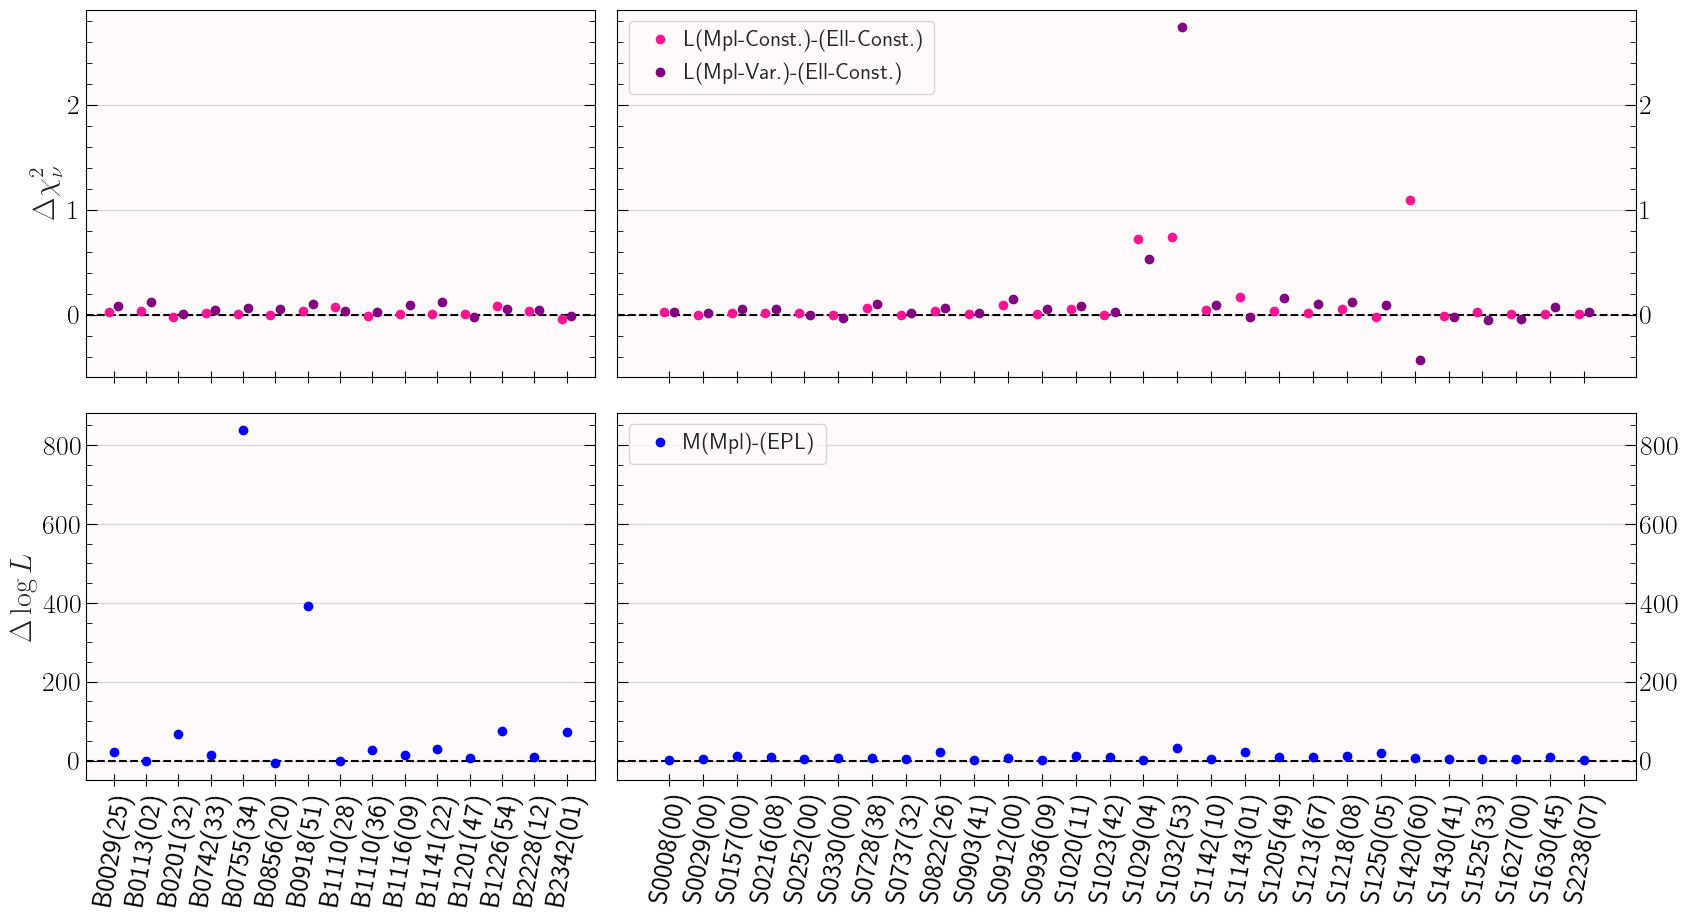 L(Mpl-Const.)-(Ell-Const.)
L(Mpl-Var.)-(Ell-Const.)
Δχ²ᵥ
2
1
0
2
1
0
M(Mpl)-(EPL)
Δ log L
800
600
400
200
0
800
600
400
200
0
B0029(25)
B0113(02)
B0201(32)
B0742(33)
B0755(34)
B0856(20)
B0918(51)
B1110(28)
B1110(36)
B1116(09)
B1141(22)
B1201(47)
B1226(54)
B2228(12)
B2342(01)
S0008(00)
S0029(00)
S0157(00)
S0216(08)
S0252(00)
S0330(00)
S0728(38)
S0737(32)
S0822(26)
S0903(41)
S0912(00)
S0936(09)
S1020(11)
S1023(42)
S1029(04)
S1032(53)
S1142(10)
S1143(01)
S1205(49)
S1213(67)
S1218(08)
S1250(05)
S1420(60)
S1430(41)
S1525(33)
S1627(00)
S1630(45)
S2238(07)